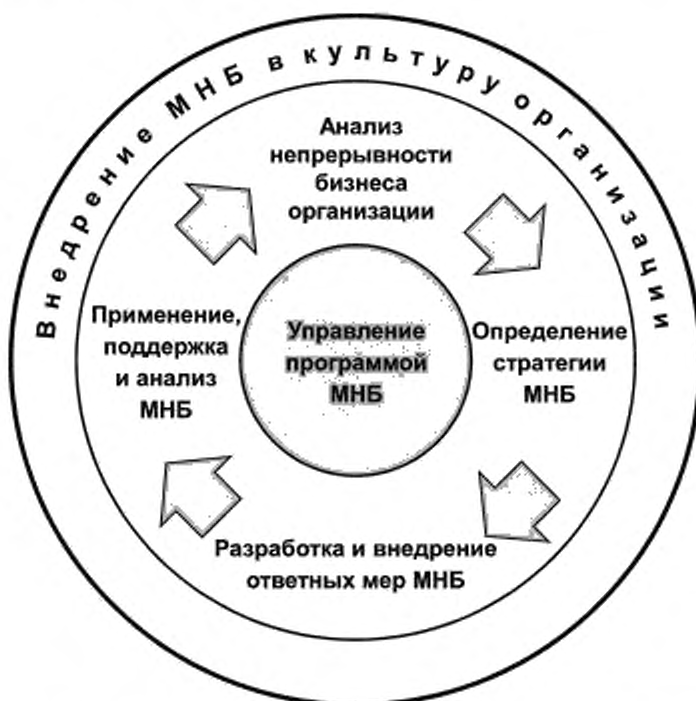 Внедрение МНБ в культуру организации
Анализ
непрерывности
бизнеса
организации
Определение
стратегии
МНБ
Разработка и внедрение
ответных мер МНБ
Применение,
поддержка
и анализ
МНБ
Управление
программой
МНБ